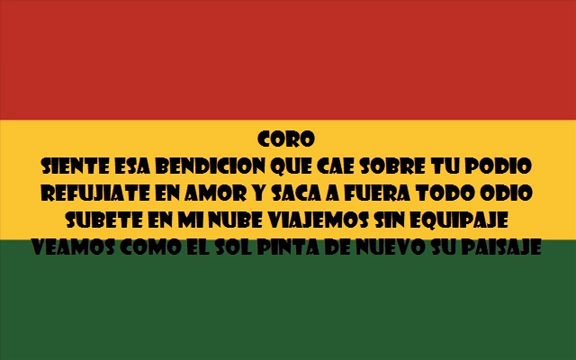 CORO
SIENTE ESA BENDICION QUE CAE SOBRE TU PODIO
REFUJIATE EN AMOR Y SACA A FUERA TODO ODIO
SUBETE EN MI NUBE VIAJEMOS SIN EQUIPAJE
VEAMOS COMO EL SOL PINTA DE NUEVO SU PAISAJE